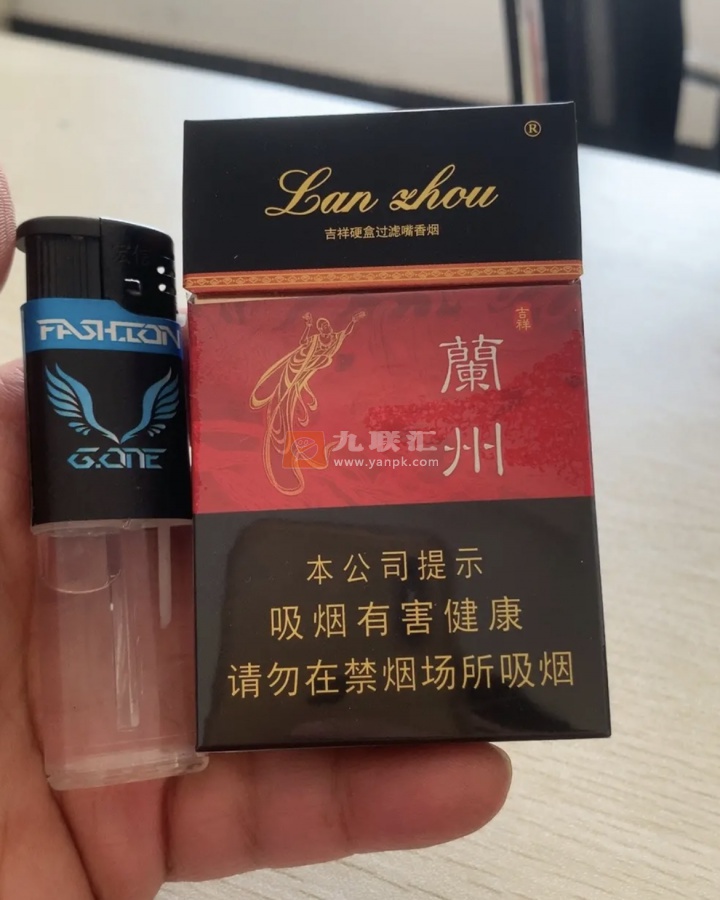 ®
Lan zhou
吉祥硬盒过滤嘴香烟
吉祥
蘭州
九联汇
www.yanpk.com
本公司提示
吸烟有害健康
请勿在禁烟场所吸烟
FASHION
G.ONE